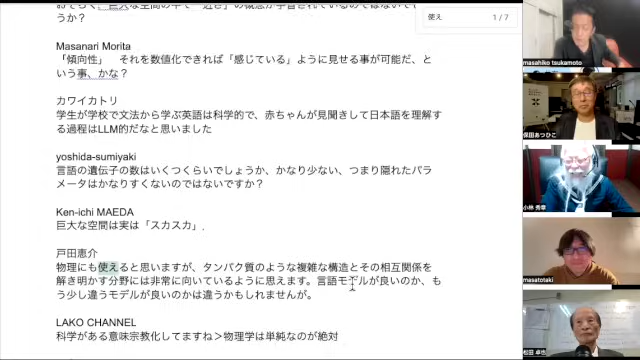 うか？
使え
1 / 7
Masanari Morita
「傾向性」　それを数値化できれば「感じている」ように見せる事が可能だ、と
いう事、かな？
カワイカトリ
学生が学校で文法から学ぶ英語は科学的で、赤ちゃんが見聞きして日本語を理解す
る過程はLLM的だなと思いました
yoshida-sumiyaki
言語の遺伝子の数はいくつくらいでしょうか、かなり少ない、つまり隠れたパラ
メータはかなりすくないのではないですか？
Ken-ichi MAEDA
巨大な空間は実は「スカスカ」.
戸田恵介
物理にも使えると思いますが、タンパク質のような複雑な構造とその相互関係を
解き明かす分野には非常に向いているように思えます。言語モデルが良いのか、も
う少し違うモデルが良いのかは違うかもしれませんが。
LAKO CHANNEL
科学がある意味宗教化してますね＞物理学は単純なのが絶対
masahiko tsukamoto
保田あつひこ
小林 秀章
masatotaki
松田 卓也